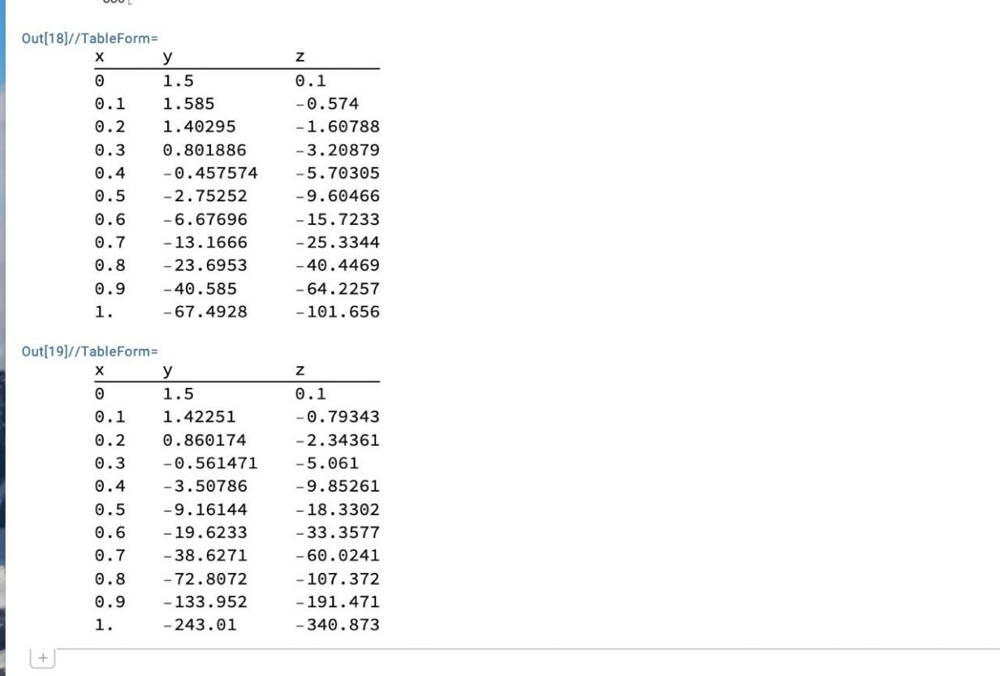 Out[18]//TableForm=
x y z
0 1.5 0.1
0.1 1.585 -0.574
0.2 1.40295 -1.60788
0.3 0.801886 -3.20879
0.4 -0.457574 -5.70305
0.5 -2.75252 -9.60466
0.6 -6.67696 -15.7233
0.7 -13.1666 -25.3344
0.8 -23.6953 -40.4469
0.9 -40.585 -64.2257
1. -67.4928 -101.656
Out[19]//TableForm=
x y z
0 1.5 0.1
0.1 1.42251 -0.79343
0.2 0.860174 -2.34361
0.3 -0.561471 -5.061
0.4 -3.50786 -9.85261
0.5 -9.16144 -18.3302
0.6 -19.6233 -33.3577
0.7 -38.6271 -60.0241
0.8 -72.8072 -107.372
0.9 -133.952 -191.471
1. -243.01 -340.873
+